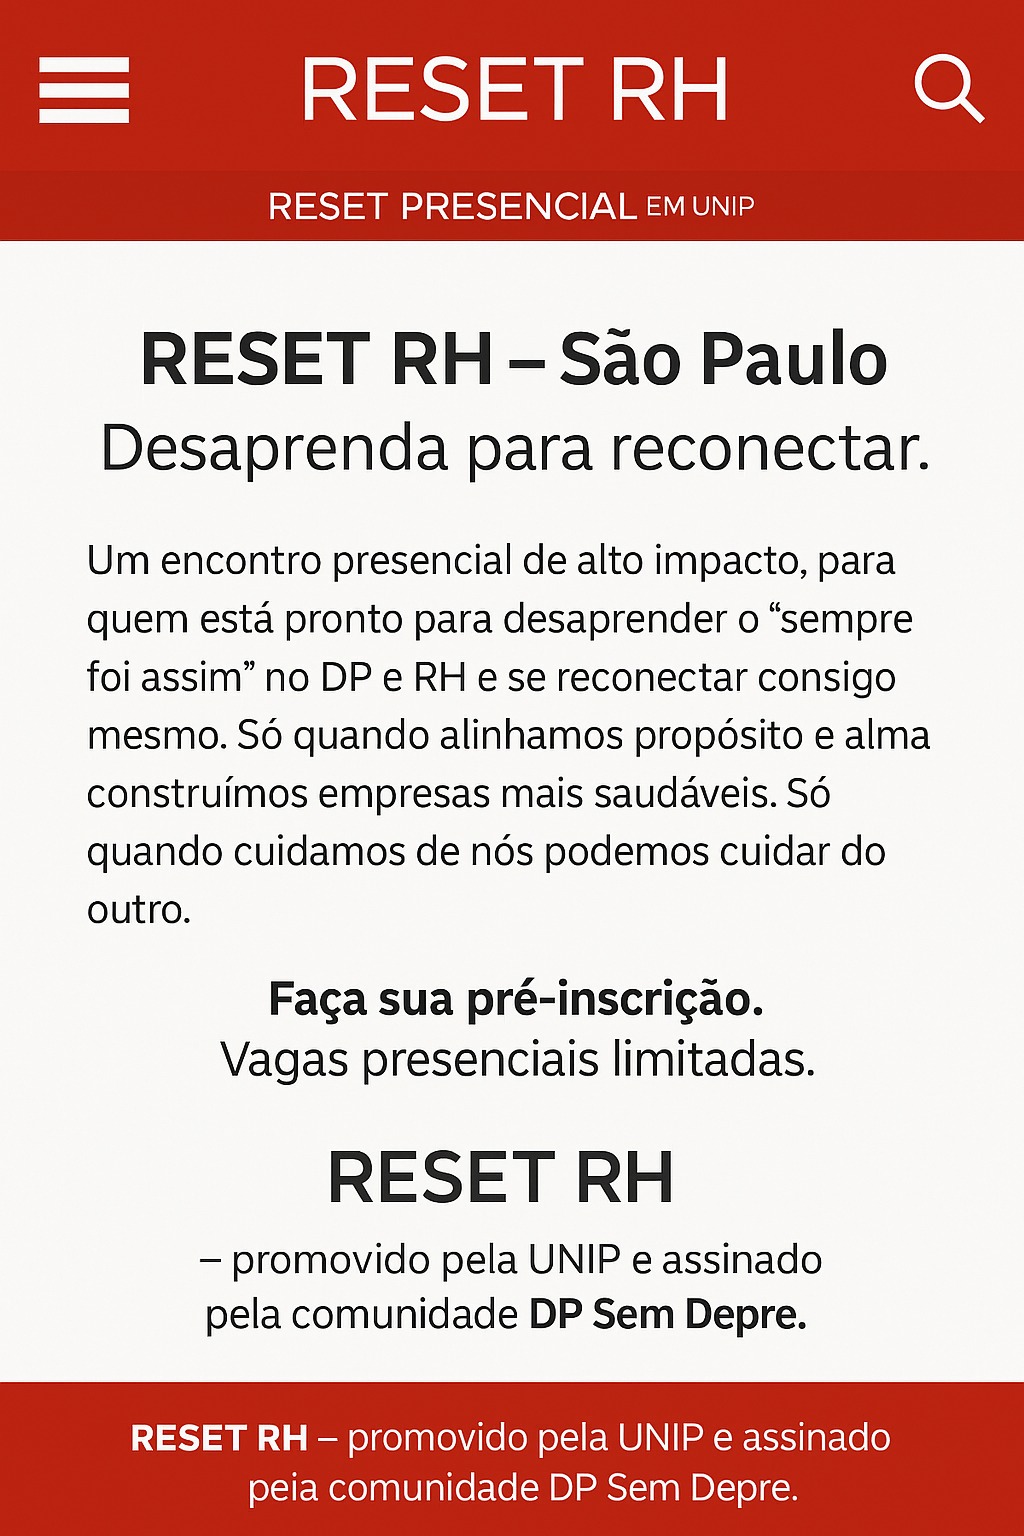 RESET RH
RESET PRESENCIAL EM UNIP
RESET RH – São Paulo
Desaprenda para reconectar.
Um encontro presencial de alto impacto, para
quem está pronto para desaprender o “sempre
foi assim” no DP e RH e se reconectar consigo
mesmo. Só quando alinhamos propósito e alma
construímos empresas mais saudáveis. Só
quando cuidamos de nós podemos cuidar do
outro.
Faça sua pré-inscrição.
Vagas presenciais limitadas.
RESET RH
– promovido pela UNIP e assinado
pela comunidade DP Sem Depre.
RESET RH – promovido pela UNIP e assinado
peia comunidade DP Sem Depre.